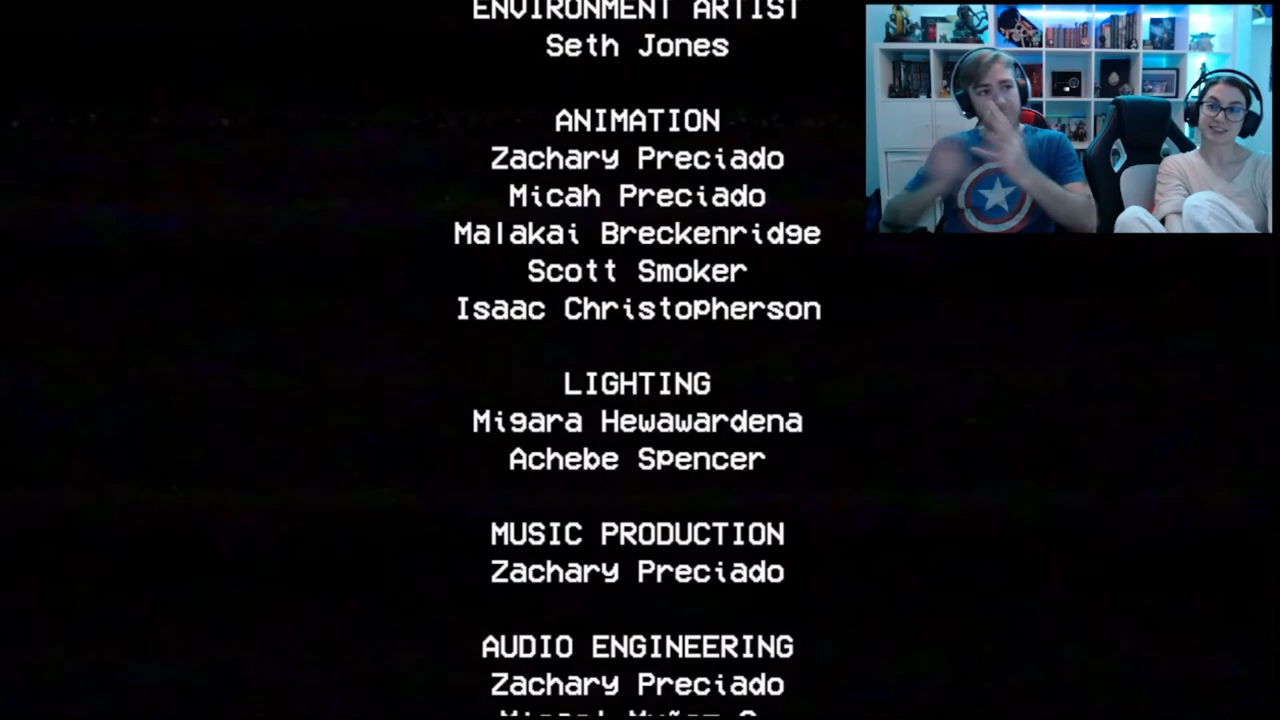 ENVIRONMENT ARTIST
Seth Jones
ANIMATION
Zachary Preciado
Micah Preciado
Malakai Breckenridge
Scott Smoker
Isaac Christopherson
LIGHTING
Migara Hewawardena
Achebe Spencer
MUSIC PRODUCTION
Zachary Preciado
AUDIO ENGINEERING
Zachary Preciado